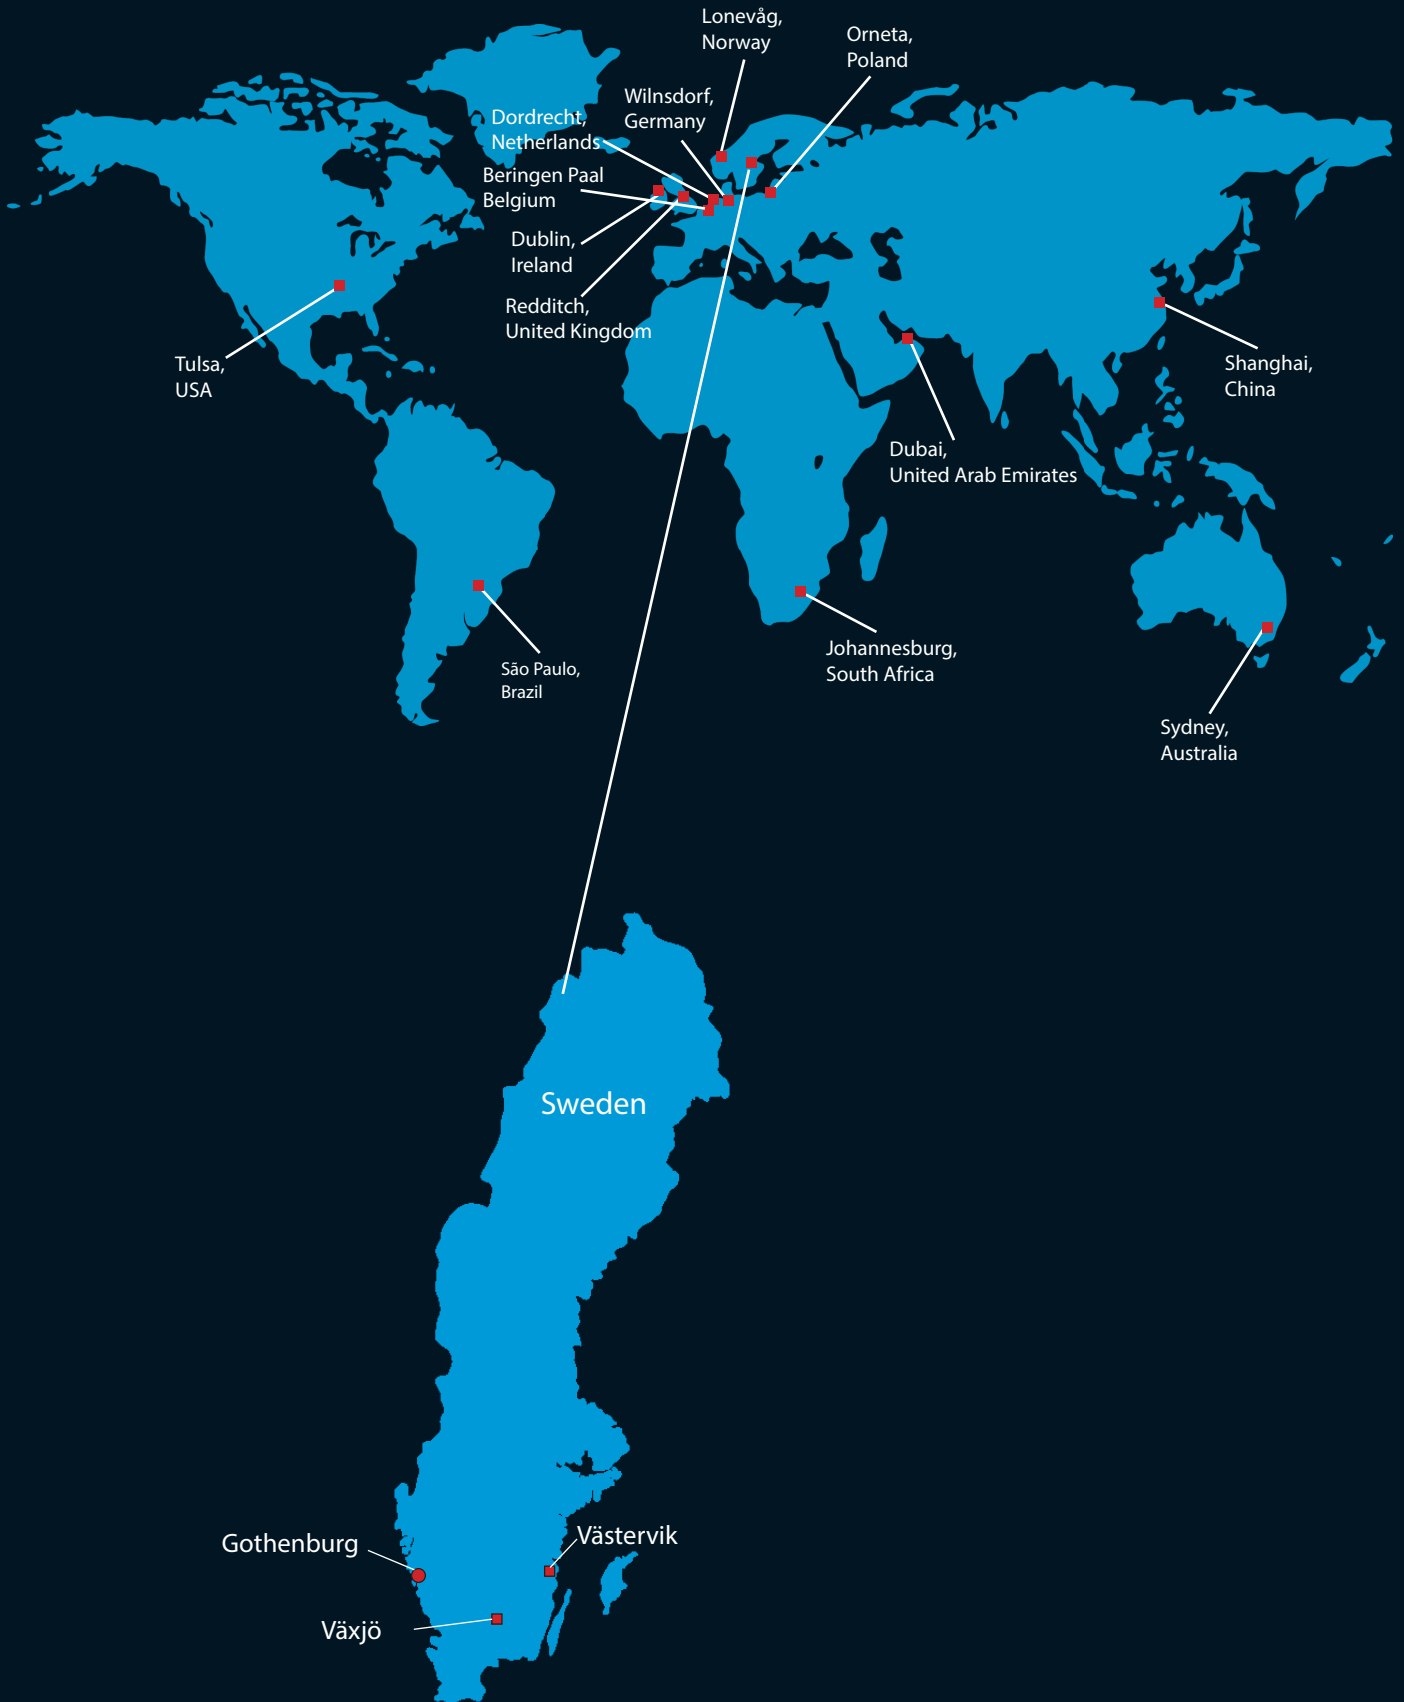 Lonevåg,
Norway
Orneta,
Poland
Wilnsdorf,
Germany
Dordrecht,
Netherlands
Beringen Paal
Belgium
Dublin,
Ireland
Redditch,
United Kingdom
Tulsa,
USA
Shanghai,
China
Dubai,
United Arab Emirates
São Paulo,
Brazil
Johannesburg,
South Africa
Sydney,
Australia
Sweden
Gothenburg
Västervik
Växjö